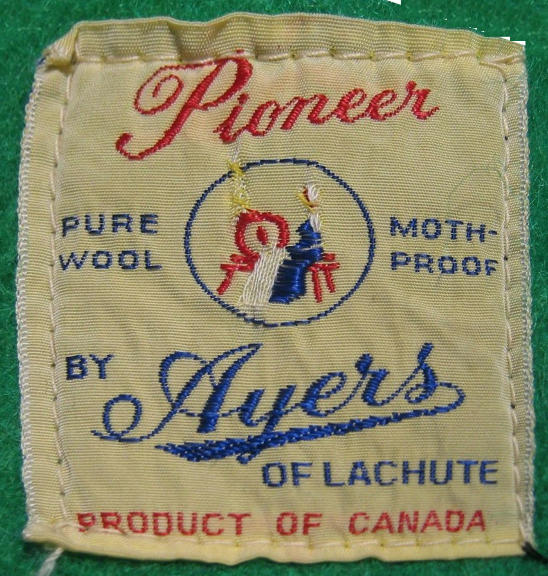 Pioneer
PURE WOOL
MOTH-PROOF
BY Ayers
OF LACHUTE
PRODUCT OF CANADA